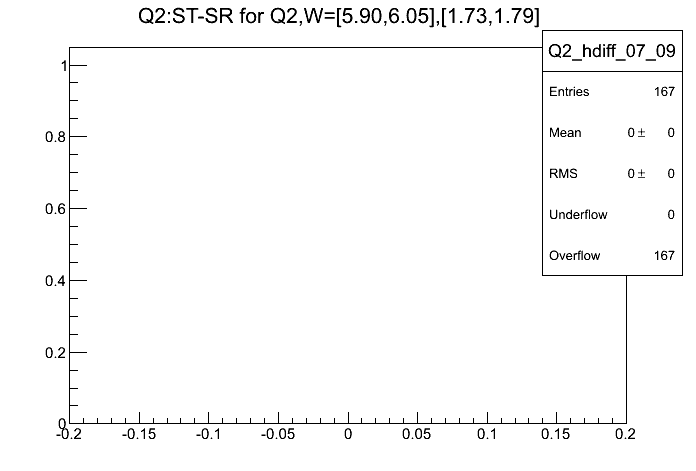 Q2:ST-SR for Q2,W=[5.90,6.05],[1.73,1.79]
Q2_hdiff_07_09
Entries 167
Mean 0 ± 0
RMS 0 ± 0
Underflow 0
Overflow 167
1
0.8
0.6
0.4
0.2
0
-0.2 -0.15 -0.1 -0.05 0 0.05 0.1 0.15 0.2